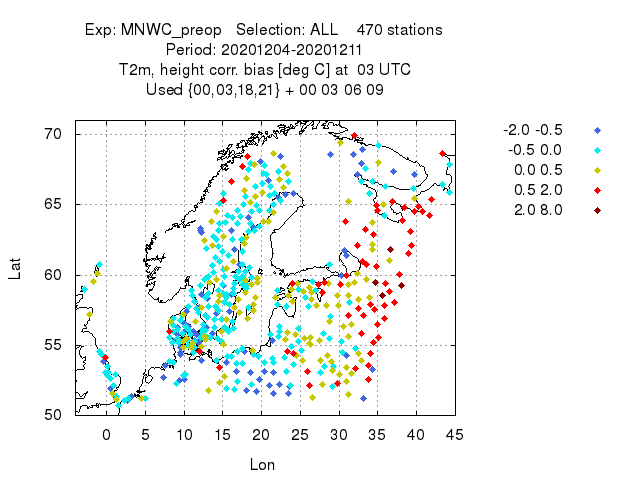 Exp: MNWC_preop   Selection: ALL    470 stations
Period: 20201204-20201211
T2m, height corr. bias [deg C] at  03 UTC
Used {00,03,18,21} + 00 03 06 09
-2.0 -0.5
-0.5 0.0
0.0 0.5
0.5 2.0
2.0 8.0
70
65
60
55
50
Lat
0 5 10 15 20 25 30 35 40 45
Lon